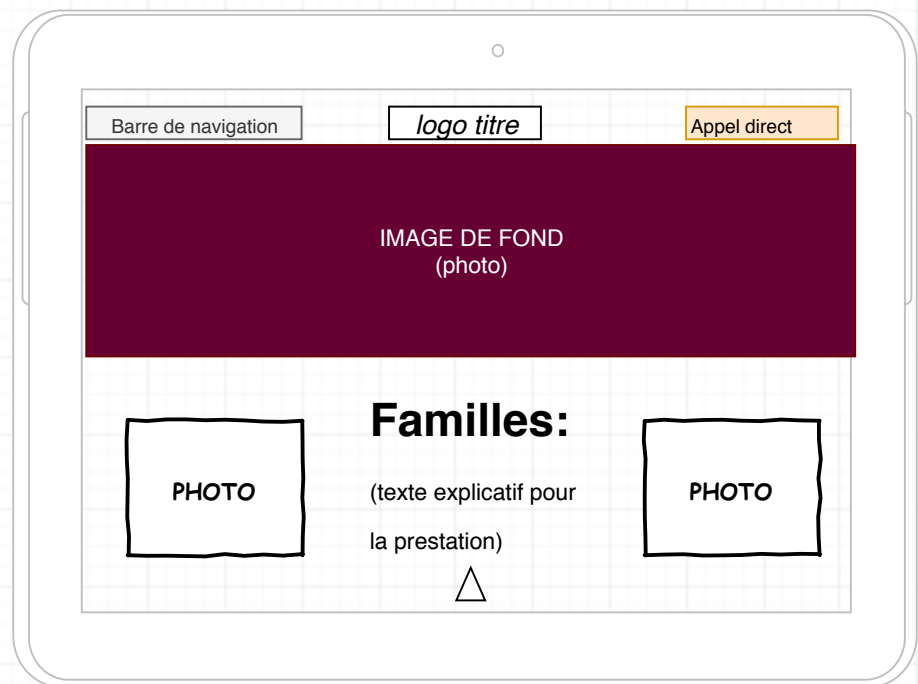 Barre de navigation
logo titre
Appel direct
IMAGE DE FOND
(photo)
Familles:
PHOTO
(texte explicatif pour
la prestation)
PHOTO